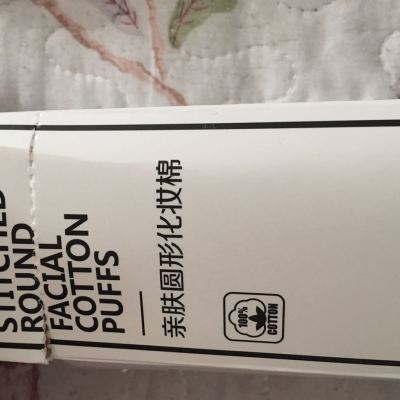 STITCHED
ROUND
FACIAL
COTTON
PUFFS
亲肤圆形化妆棉
100%
COTTON